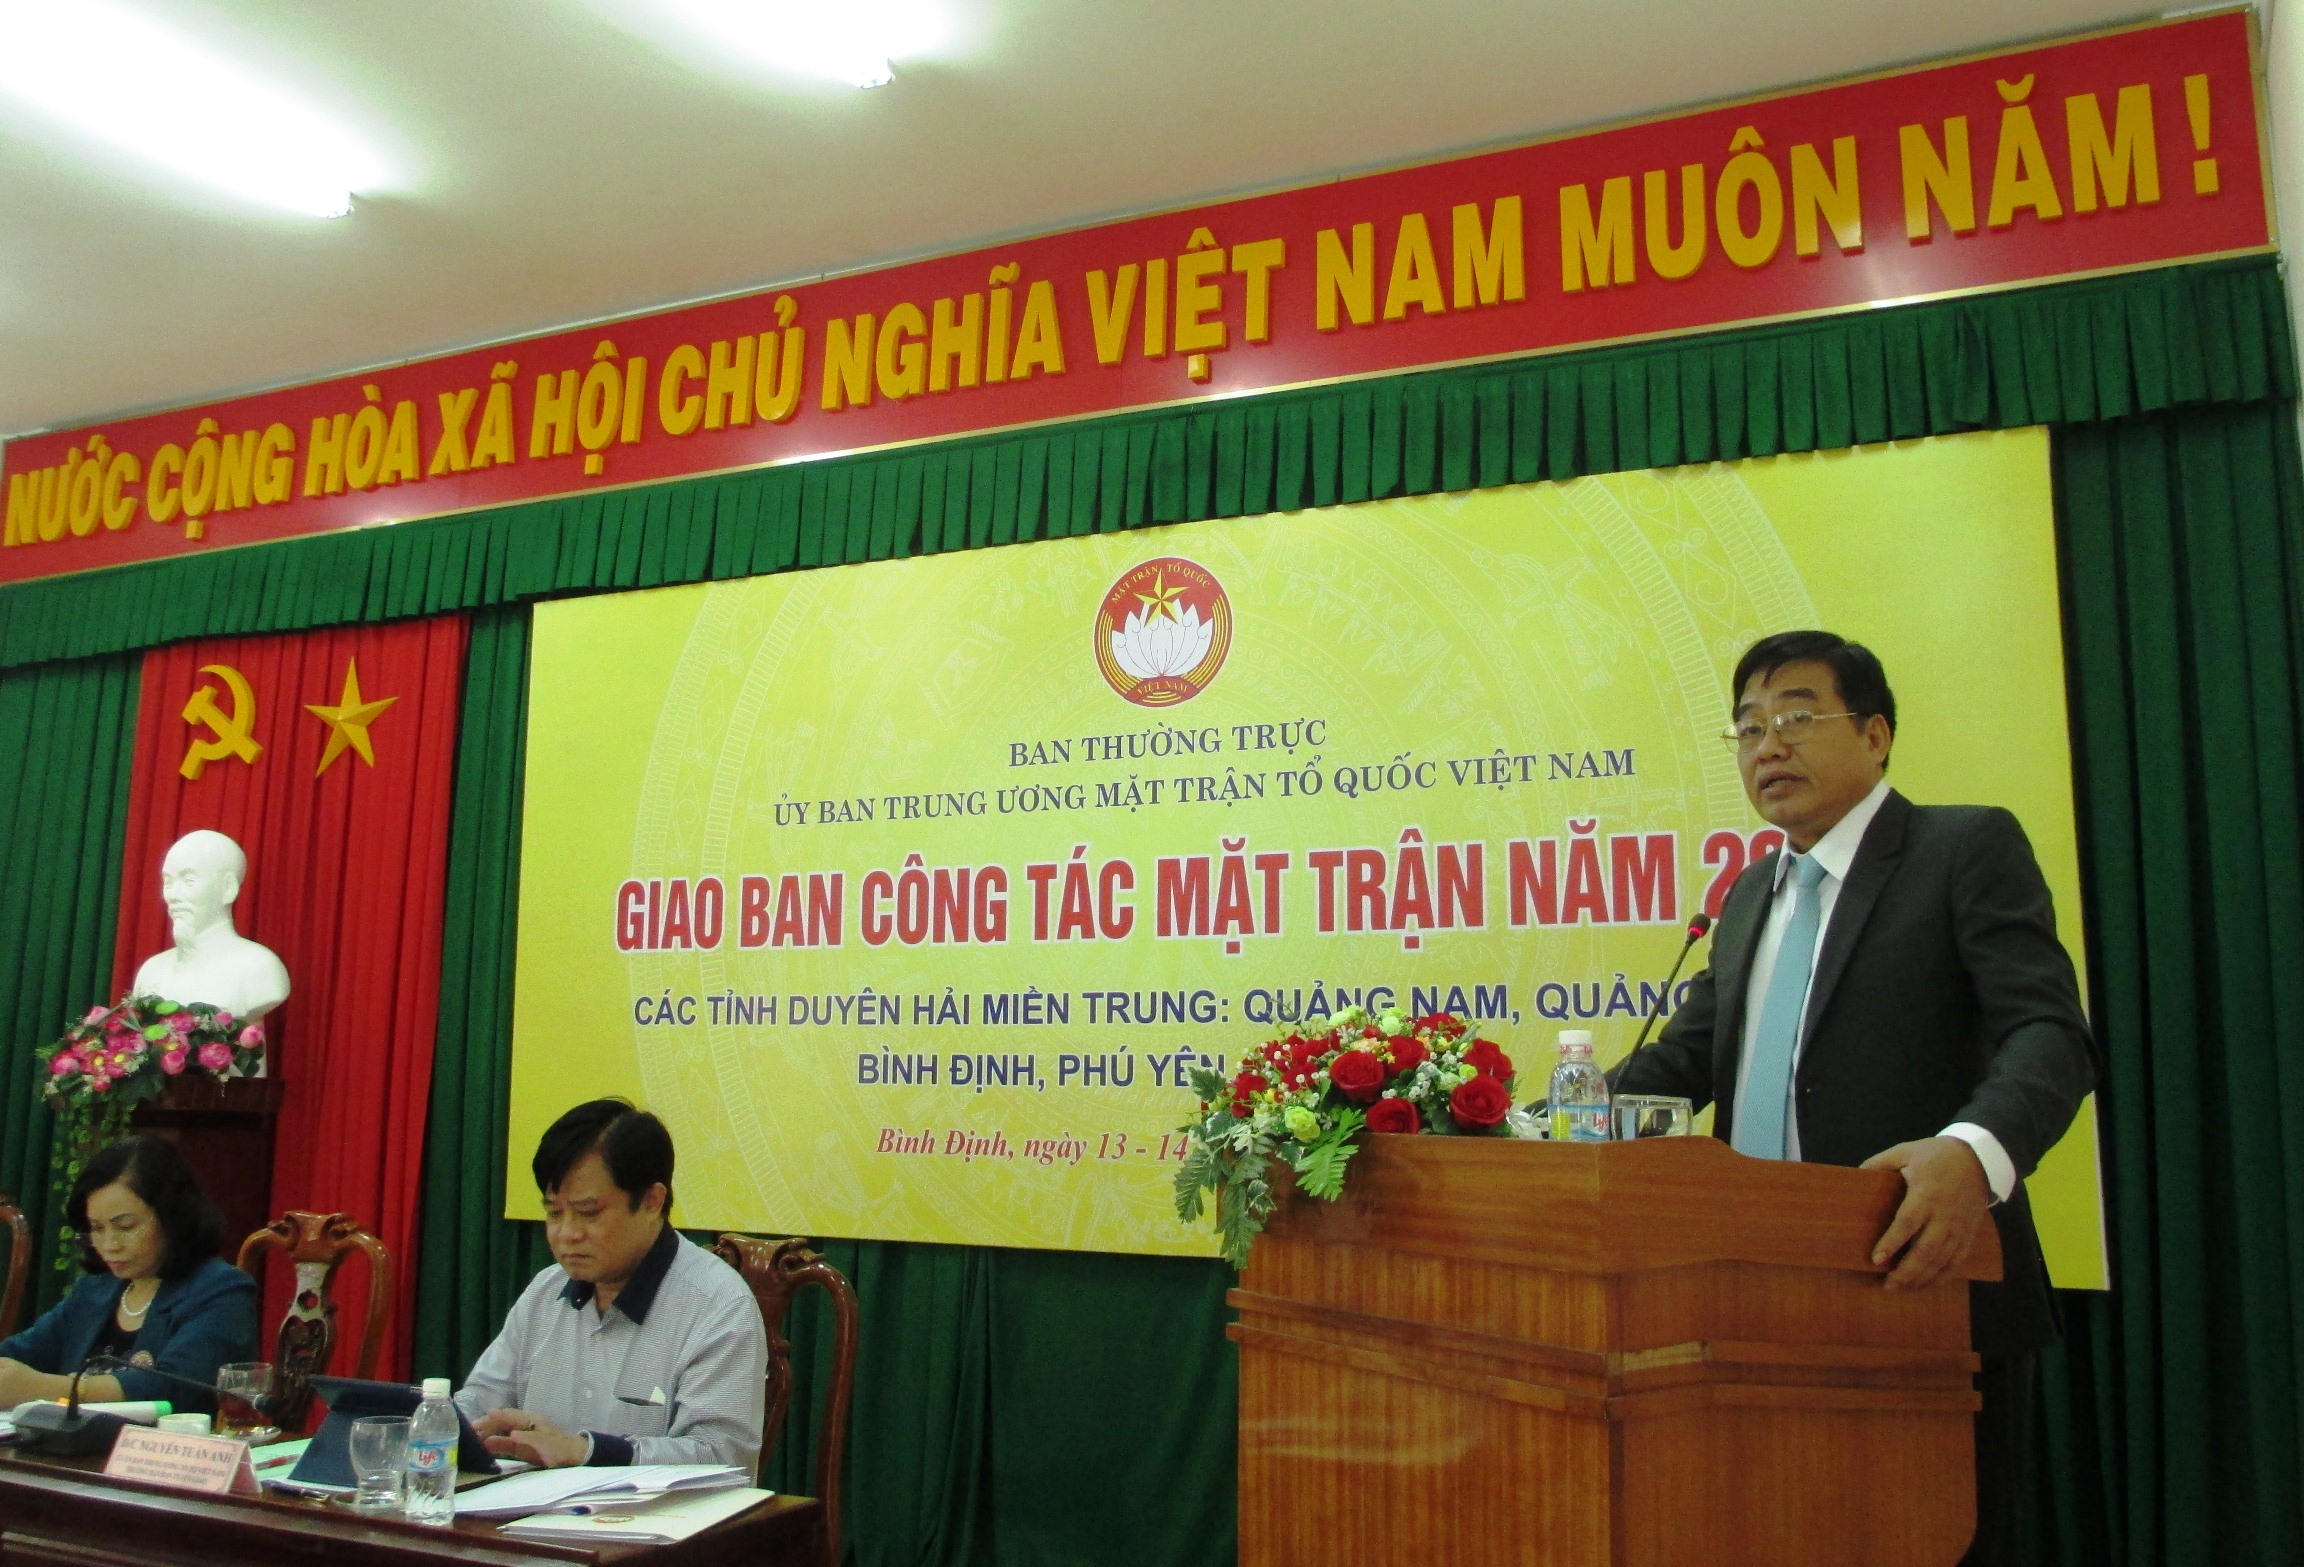 NƯỚC CỘNG HÒA XÃ HỘI CHỦ NGHĨA VIỆT NAM MUÔN NĂM !
MẶT TRẬN TỔ QUỐC
VIỆT NAM
BAN THƯỜNG TRỰC
ỦY BAN TRUNG ƯƠNG MẶT TRẬN TỔ QUỐC VIỆT NAM
GIAO BAN CÔNG TÁC MẶT TRẬN NĂM 20
CÁC TỈNH DUYÊN HẢI MIỀN TRUNG: QUẢNG NAM, QUẢNG
BÌNH ĐỊNH, PHÚ YÊN
Bình Định, ngày 13 - 14
Đ/C NGUYỄN TUẤN ANH
Life